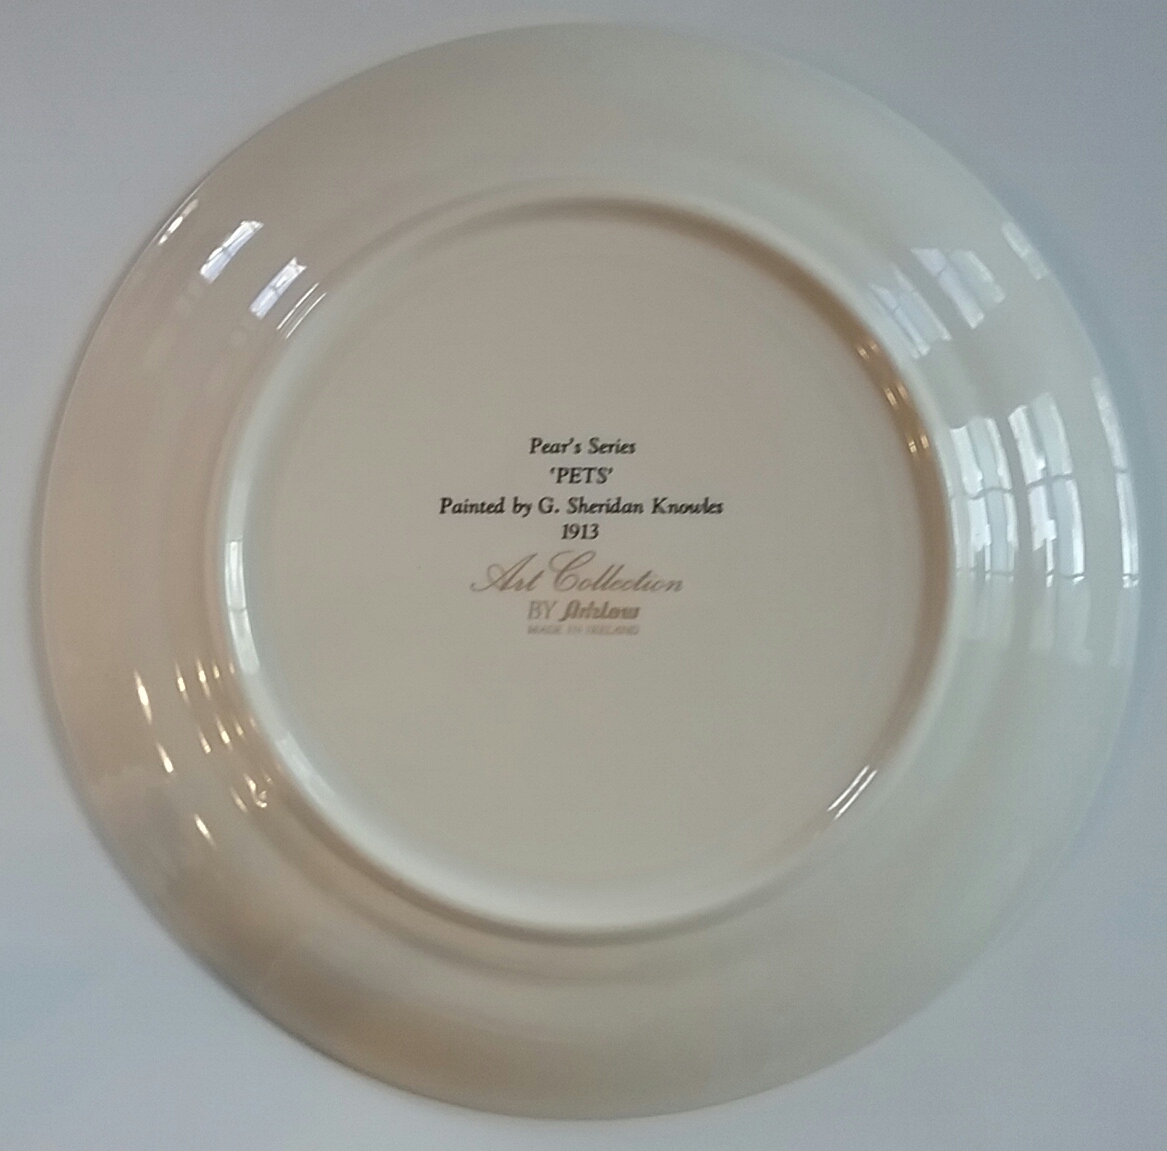 Pear's Series
'PETS'
Painted by G. Sheridan Knowles
1913
Art Collection
BY Arklow
MADE IN IRELAND